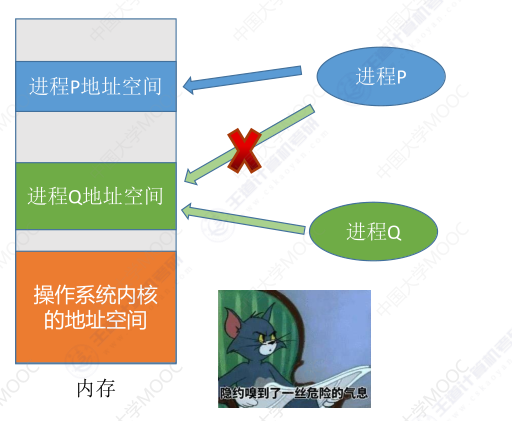 进程P地址空间
进程P
进程Q地址空间
进程Q
操作系统内核
的地址空间
内存
隐约嗅到了一丝危险的气息
中国大学MOOC
王道计算机考研